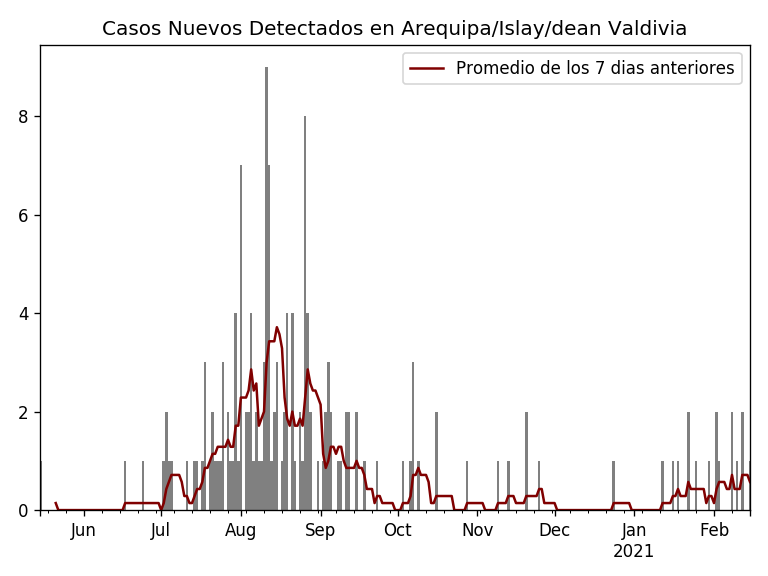 Casos Nuevos Detectados en Arequipa/Islay/dean Valdivia
Promedio de los 7 dias anteriores
8
6
4
2
0
Jun Jul Aug Sep Oct Nov Dec Jan Feb
2021